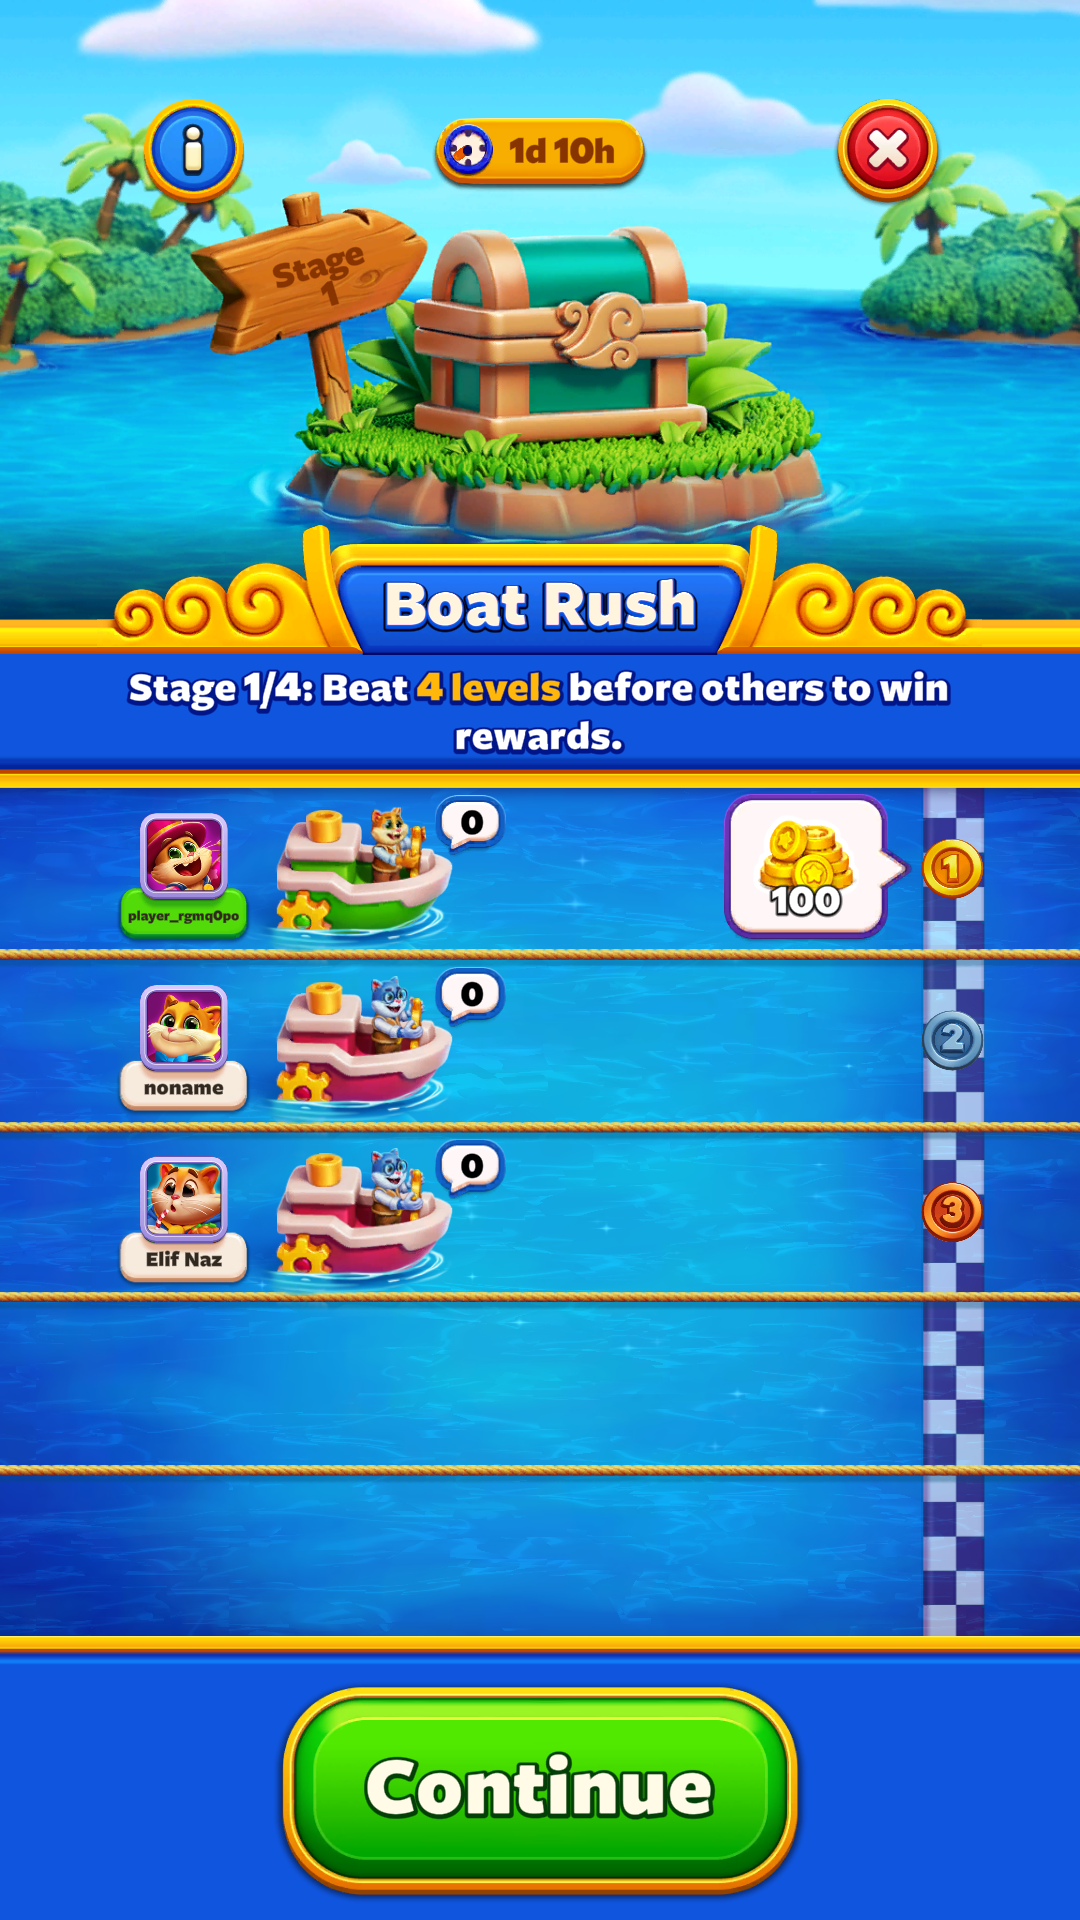 i
1d 10h
Stage
1
Boat Rush
Stage 1/4: Beat 4 levels before others to win
rewards.
0
player_rgmq0po
100
1
0
noname
2
0
Elif Naz
3
Continue